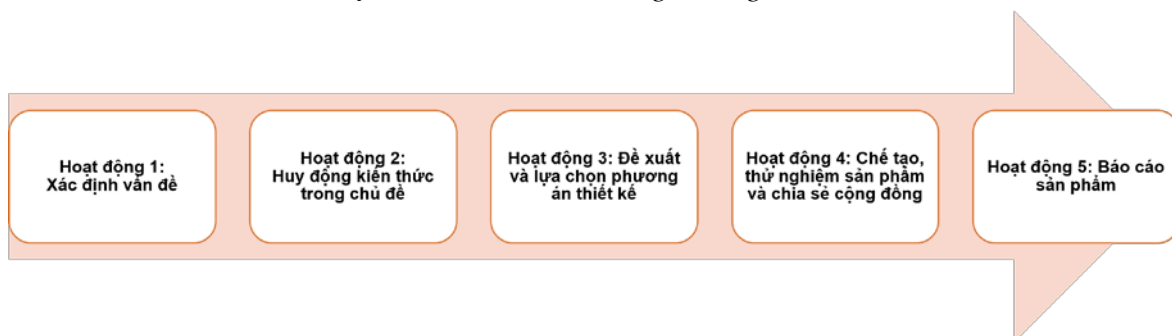 Hoạt động 1:
Xác định vấn đề
Hoạt động 2:
Huy động kiến thức
trong chủ đề
Hoạt động 3: Đề xuất
và lựa chọn phương
án thiết kế
Hoạt động 4: Chế tạo,
thử nghiệm sản phẩm
và chia sẻ cộng đồng
Hoạt động 5: Báo cáo
sản phẩm